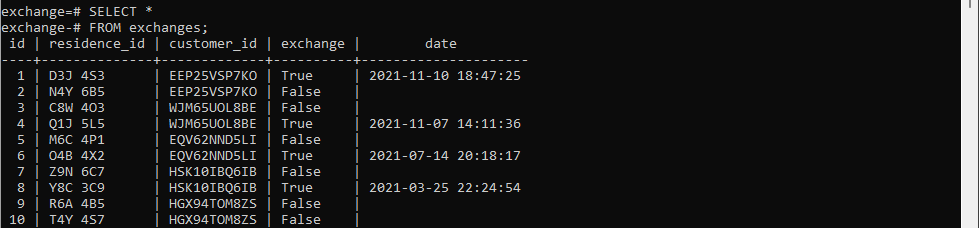 exchange=# SELECT *
exchange-# FROM exchanges;
 id | residence_id | customer_id | exchange |        date
----+--------------+-------------+----------+---------------------
  1 | D3J 4S3      | EEP25VSP7KO | True     | 2021-11-10 18:47:25
  2 | N4Y 6B5      | EEP25VSP7KO | False    |
  3 | C8W 4O3      | WJM65UOL8BE | False    |
  4 | Q1J 5L5      | WJM65UOL8BE | True     | 2021-11-07 14:11:36
  5 | M6C 4P1      | EQV62NND5LI | False    |
  6 | O4B 4X2      | EQV62NND5LI | True     | 2021-07-14 20:18:17
  7 | Z9N 6C7      | HSK10IBQ6IB | False    |
  8 | Y8C 3C9      | HSK10IBQ6IB | True     | 2021-03-25 22:24:54
  9 | R6A 4B5      | HGX94TOM8ZS | False    |
 10 | T4Y 4S7      | HGX94TOM8ZS | False    |